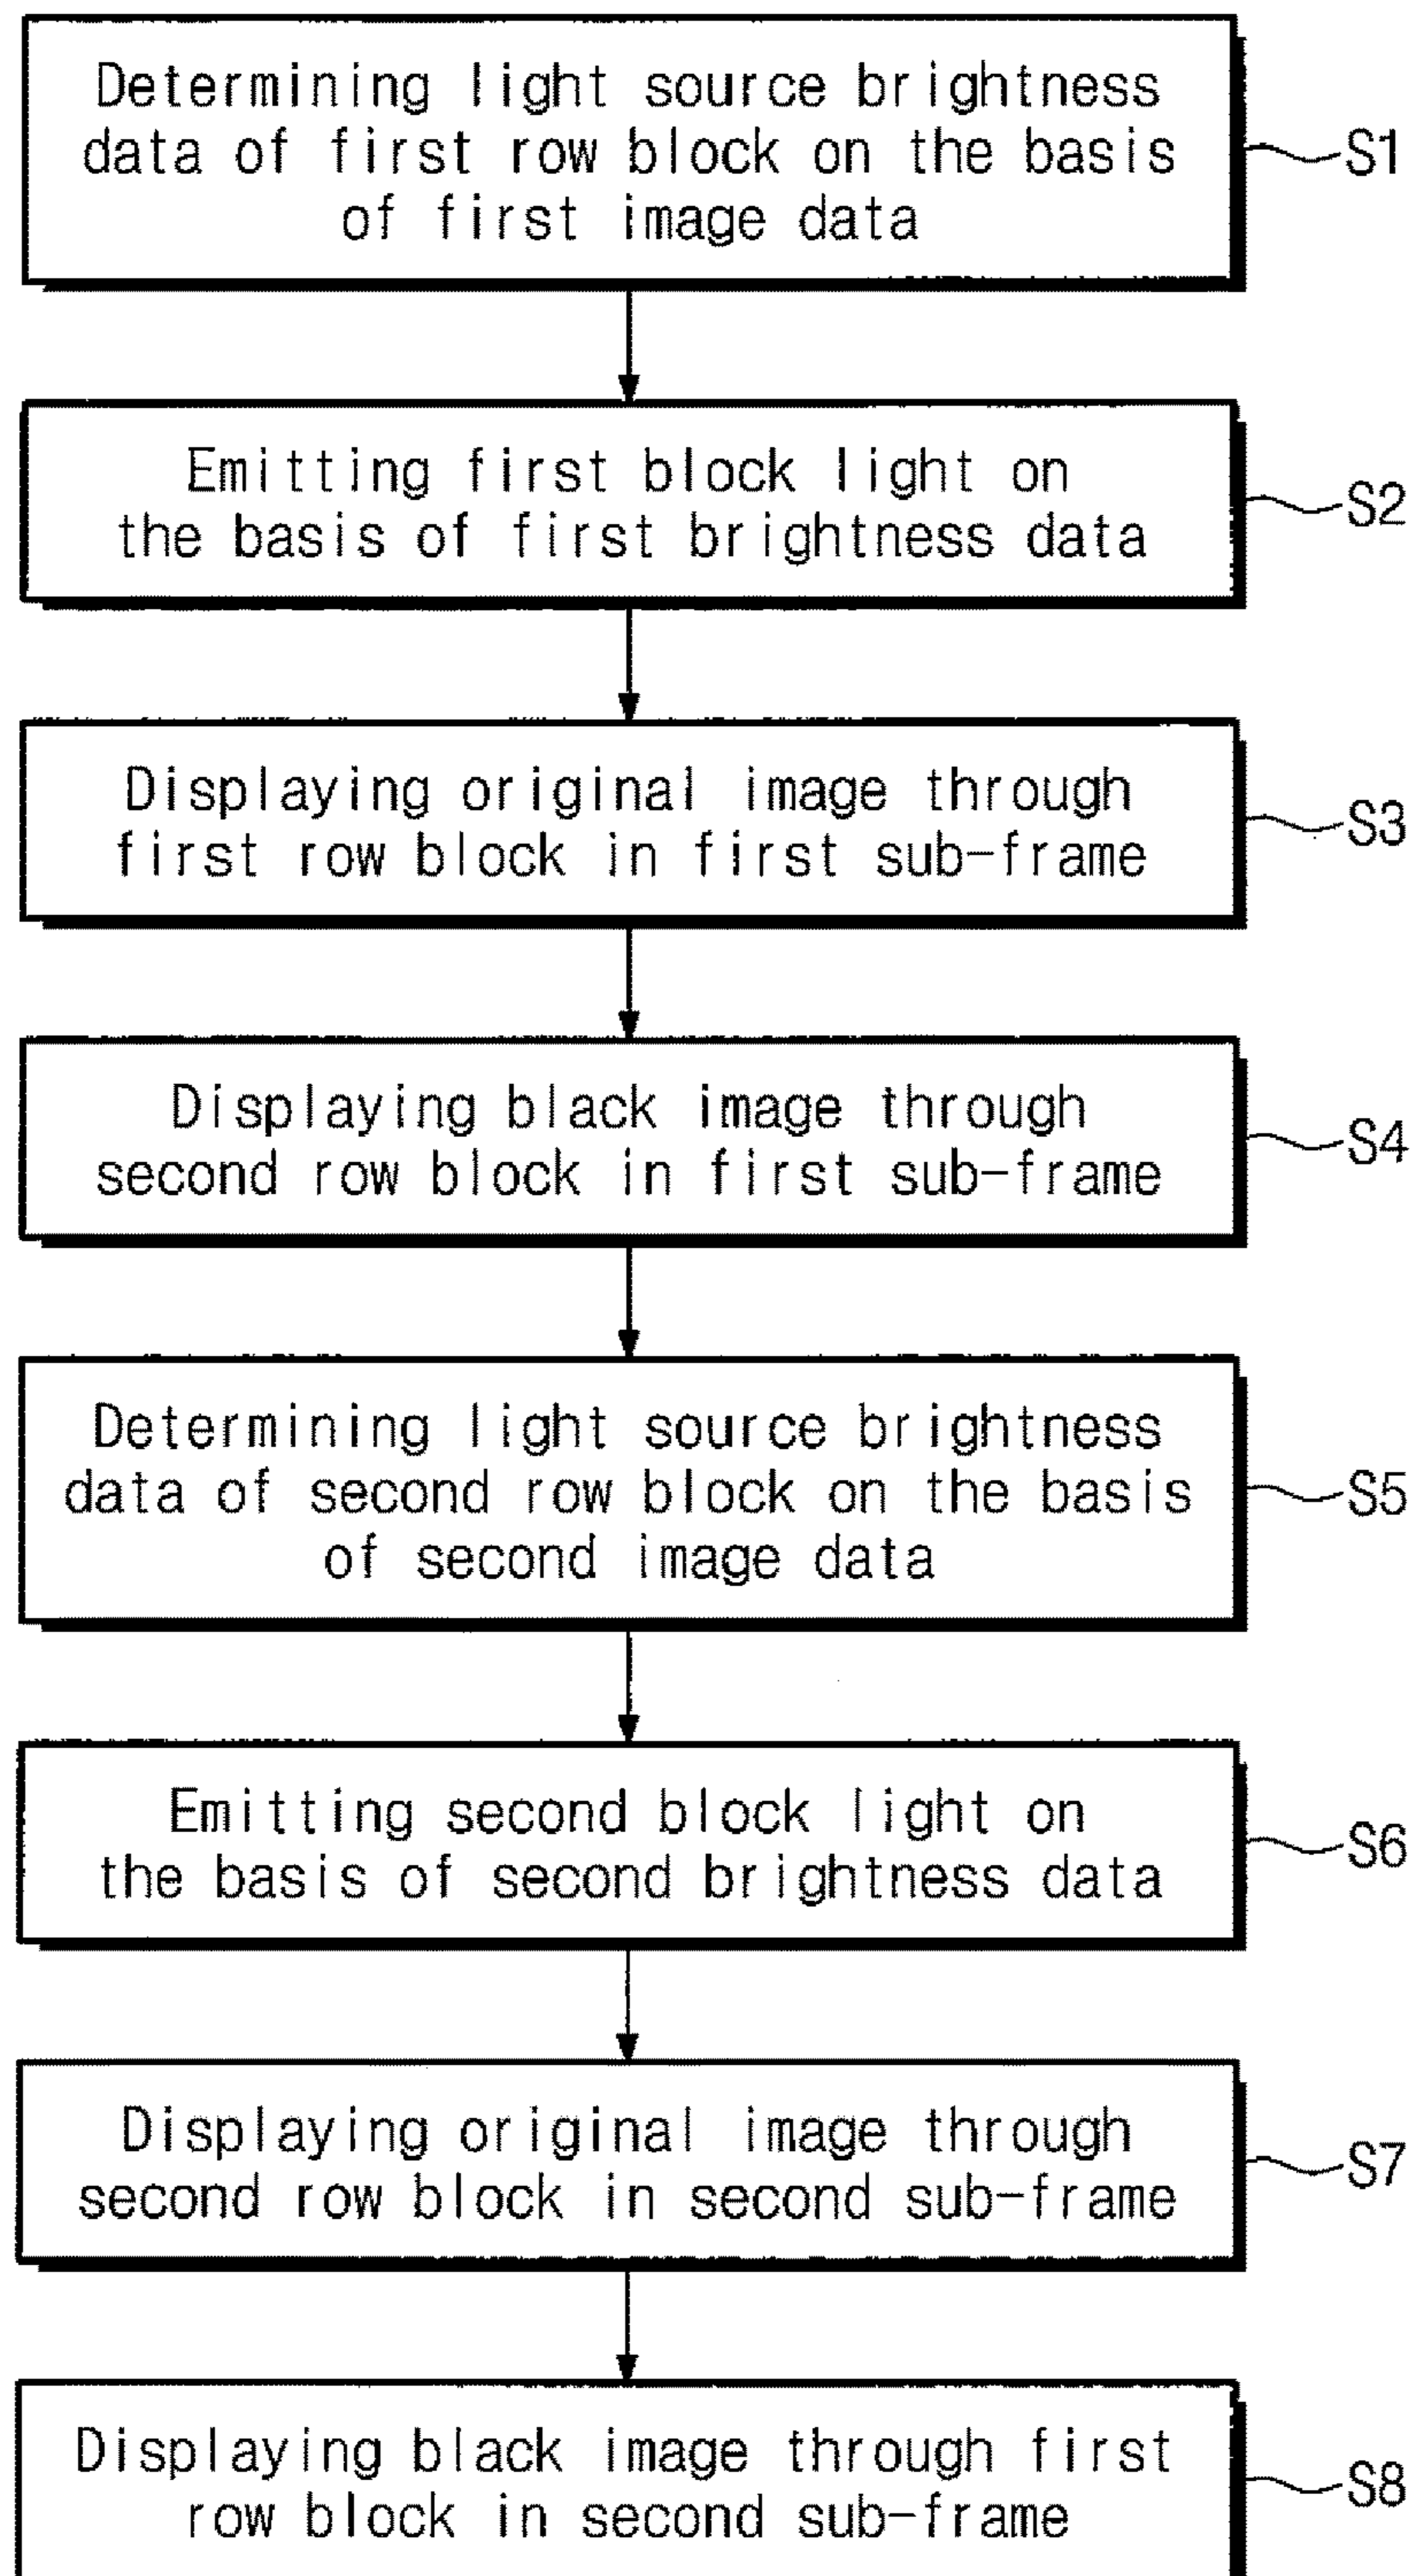 Determining light source brightness
data of first row block on the basis
of first image data
S1
Emitting first block light on
the basis of first brightness data
S2
Displaying original image through
first row block in first sub-frame
S3
Displaying black image through
second row block in first sub-frame
S4
Determining light source brightness
data of second row block on the basis
of second image data
S5
Emitting second block light on
the basis of second brightness data
S6
Displaying original image through
second row block in second sub-frame
S7
Displaying black image through first
row block in second sub-frame
S8